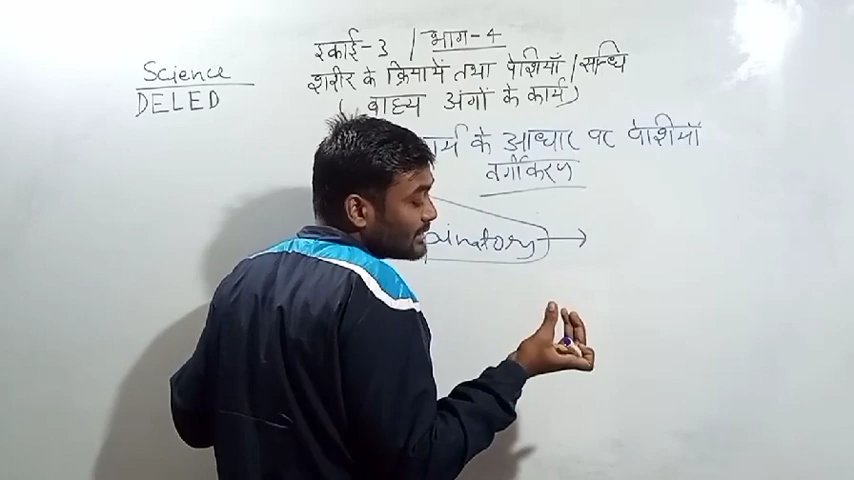 Science
DELED
इकाई-3 / भाग-4
शरीर के क्रियायें तथा पेशियाँ / सन्धि
( वाह्य अंगों के कार्य)
के आधार पर पेशियाँ
वर्गीकरण